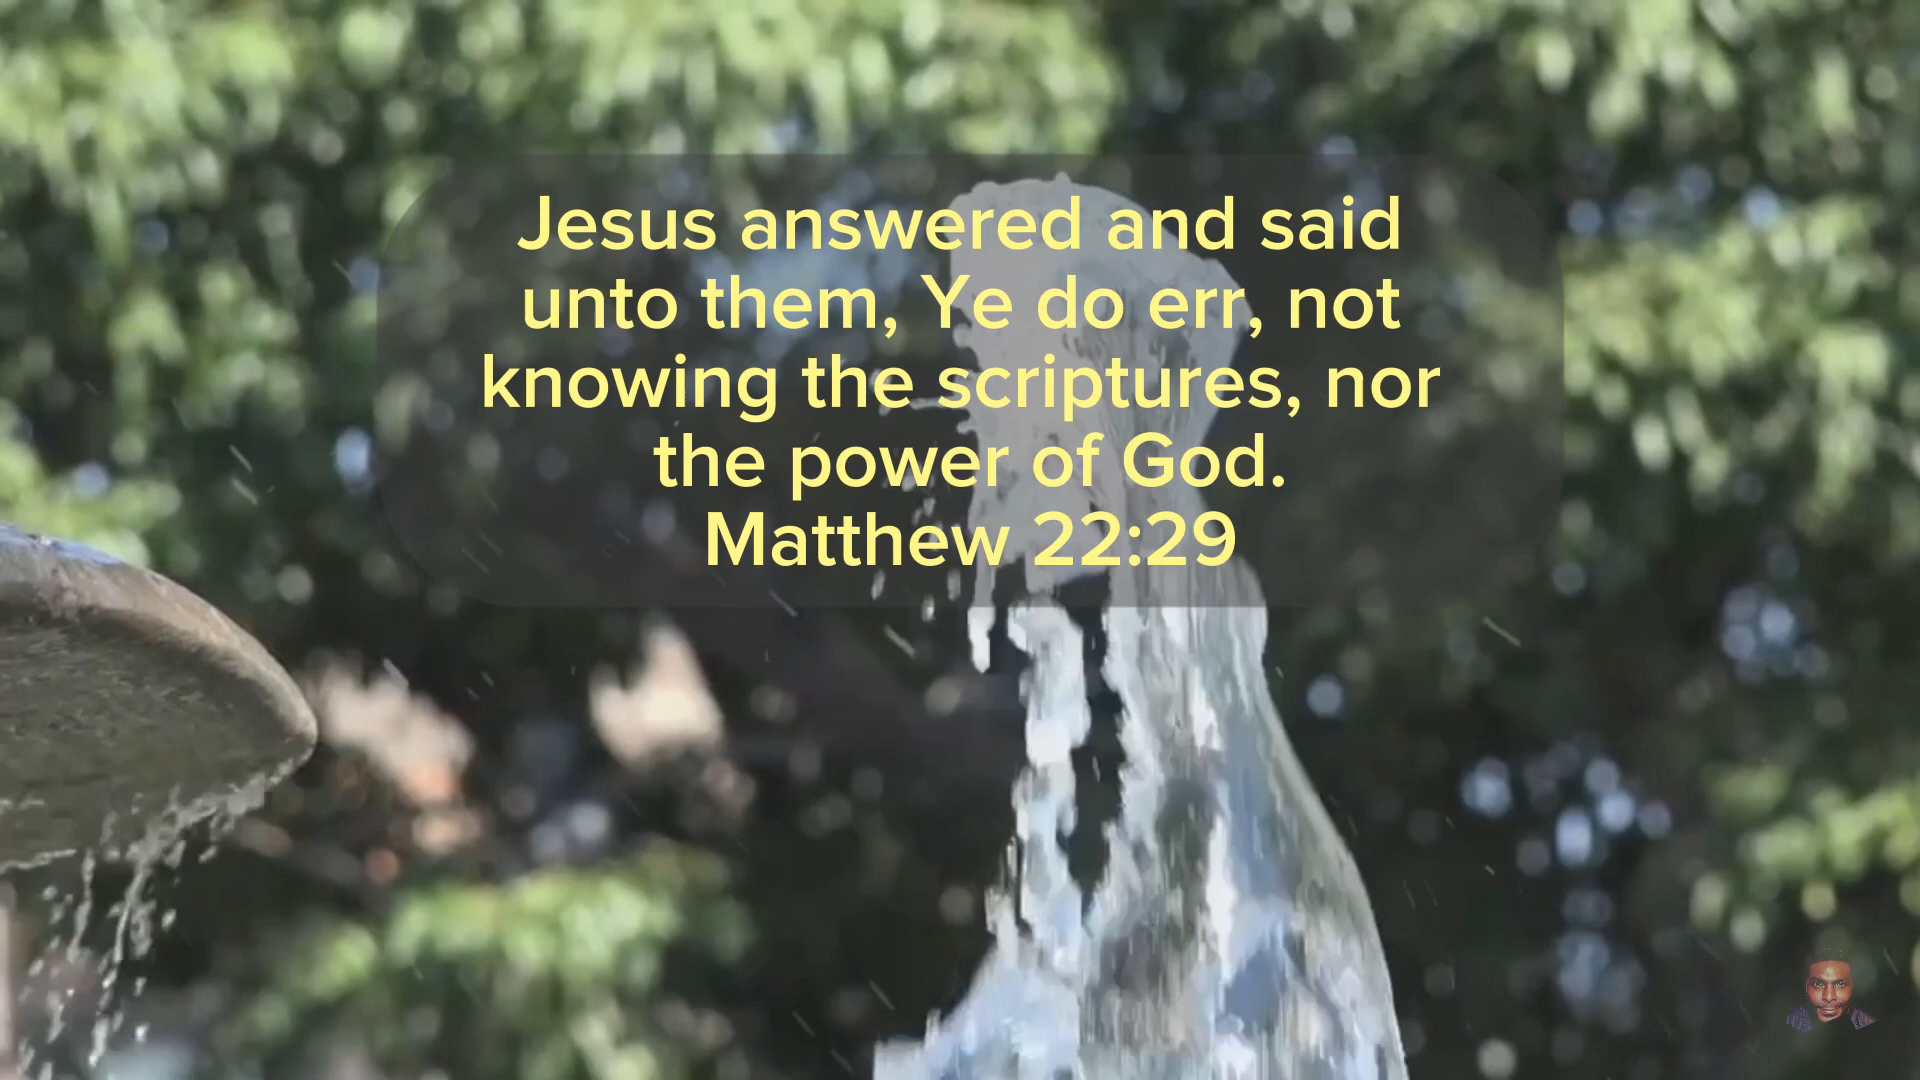 Jesus answered and said
unto them, Ye do err, not
knowing the scriptures, nor
the power of God.
Matthew 22:29